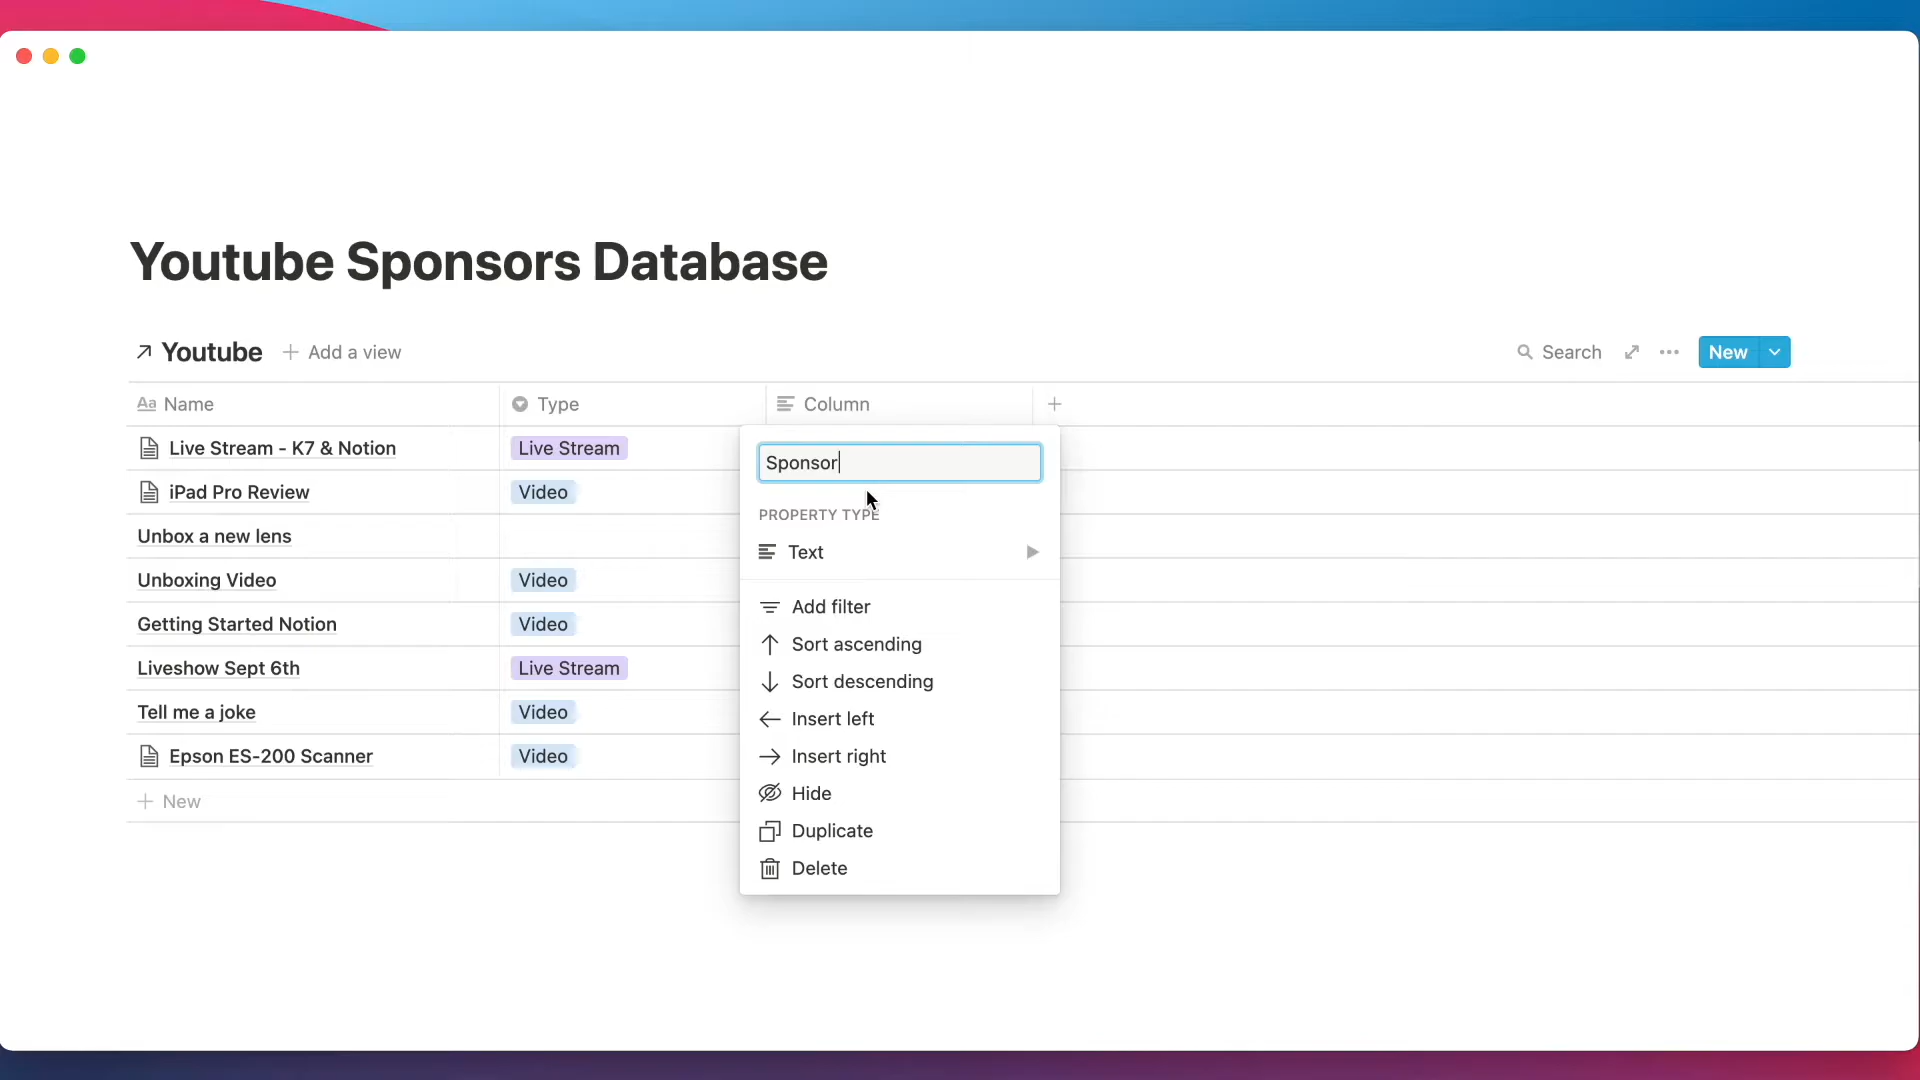 Youtube Sponsors Database
Youtube + Add a view Search New
Aa Name Type Column
Live Stream - K7 & Notion Live Stream
Sponsor
iPad Pro Review Video
PROPERTY TYPE
Unbox a new lens
Text
Unboxing Video Video
Add filter
Getting Started Notion Video
Sort ascending
Liveshow Sept 6th Live Stream
Sort descending
Tell me a joke Video
Insert left
Epson ES-200 Scanner Video
Insert right
+ New
Hide
Duplicate
Delete